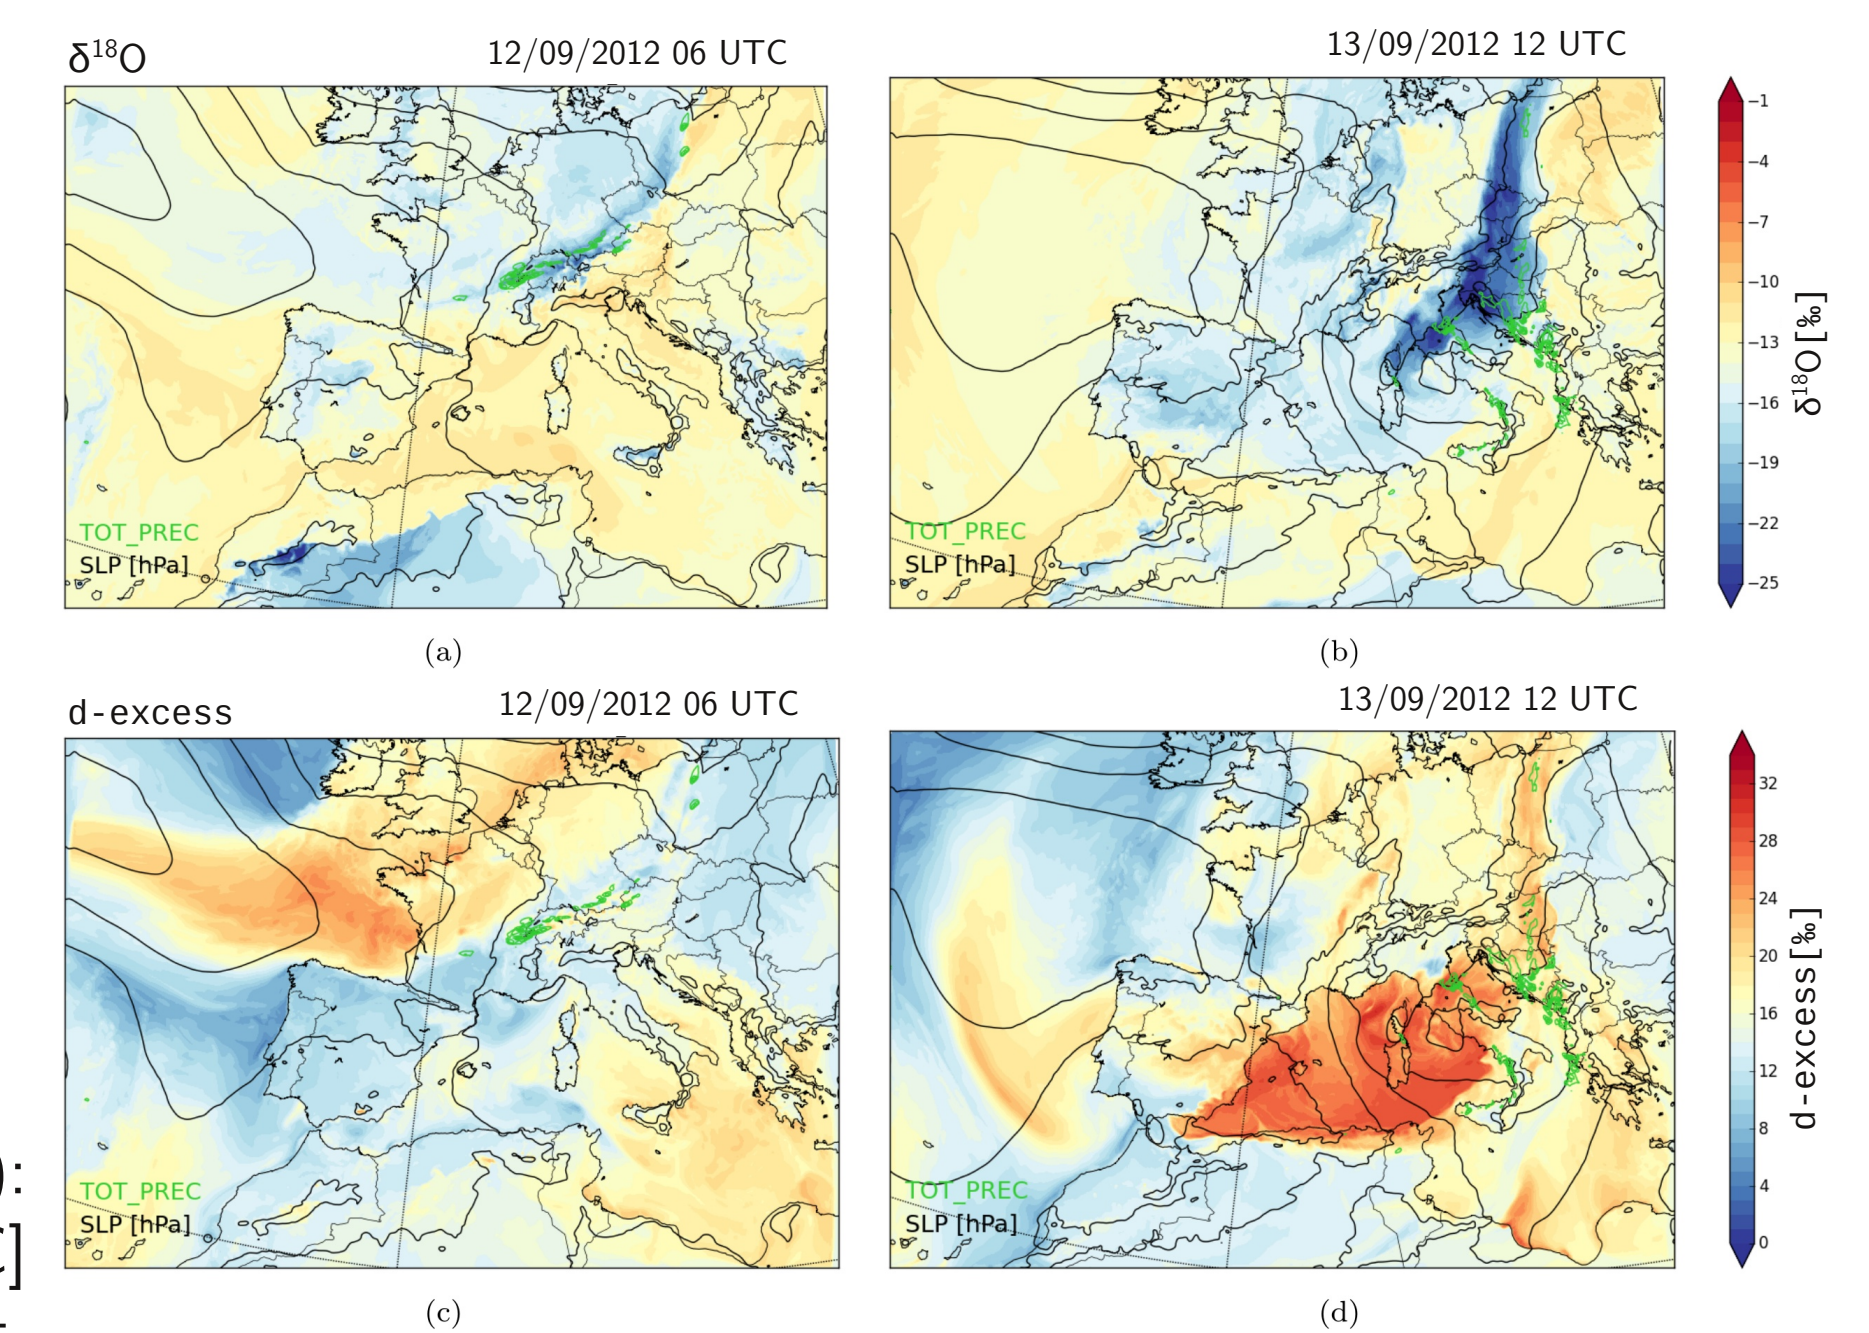 δ¹⁸O
12/09/2012 06 UTC
13/09/2012 12 UTC
TOT_PREC
SLP [hPa]
TOT_PREC
SLP [hPa]
−1
−4
−7
−10
−13
−16
−19
−22
−25
δ¹⁸O[‰]
(a)
(b)
d-excess
12/09/2012 06 UTC
13/09/2012 12 UTC
TOT_PREC
SLP [hPa]
TOT_PREC
SLP [hPa]
32
28
24
20
16
12
8
4
0
d-excess[‰]
):
]
(c)
(d)